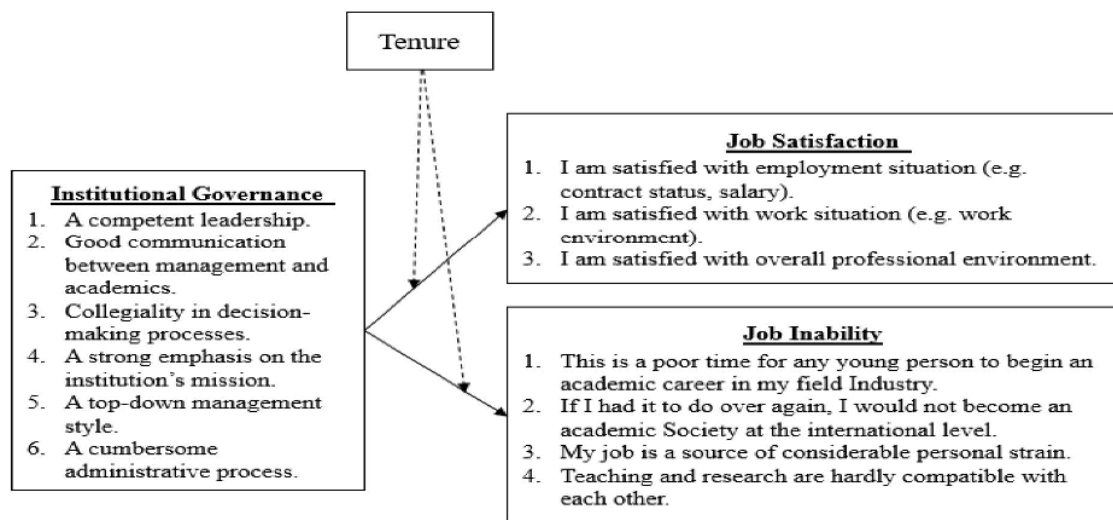 Tenure
Institutional Governance
1. A competent leadership.
2. Good communication
between management and
academics.
3. Collegiality in decision-
making processes.
4. A strong emphasis on the
institution's mission.
5. A top-down management
style.
6. A cumbersome
administrative process.
Job Satisfaction
1. I am satisfied with employment situation (e.g.
contract status, salary).
2. I am satisfied with work situation (e.g. work
environment).
3. I am satisfied with overall professional environment.
Job Inability
1. This is a poor time for any young person to begin an
academic career in my field Industry.
2. If I had it to do over again, I would not become an
academic Society at the international level.
3. My job is a source of considerable personal strain.
4. Teaching and research are hardly compatible with
each other.